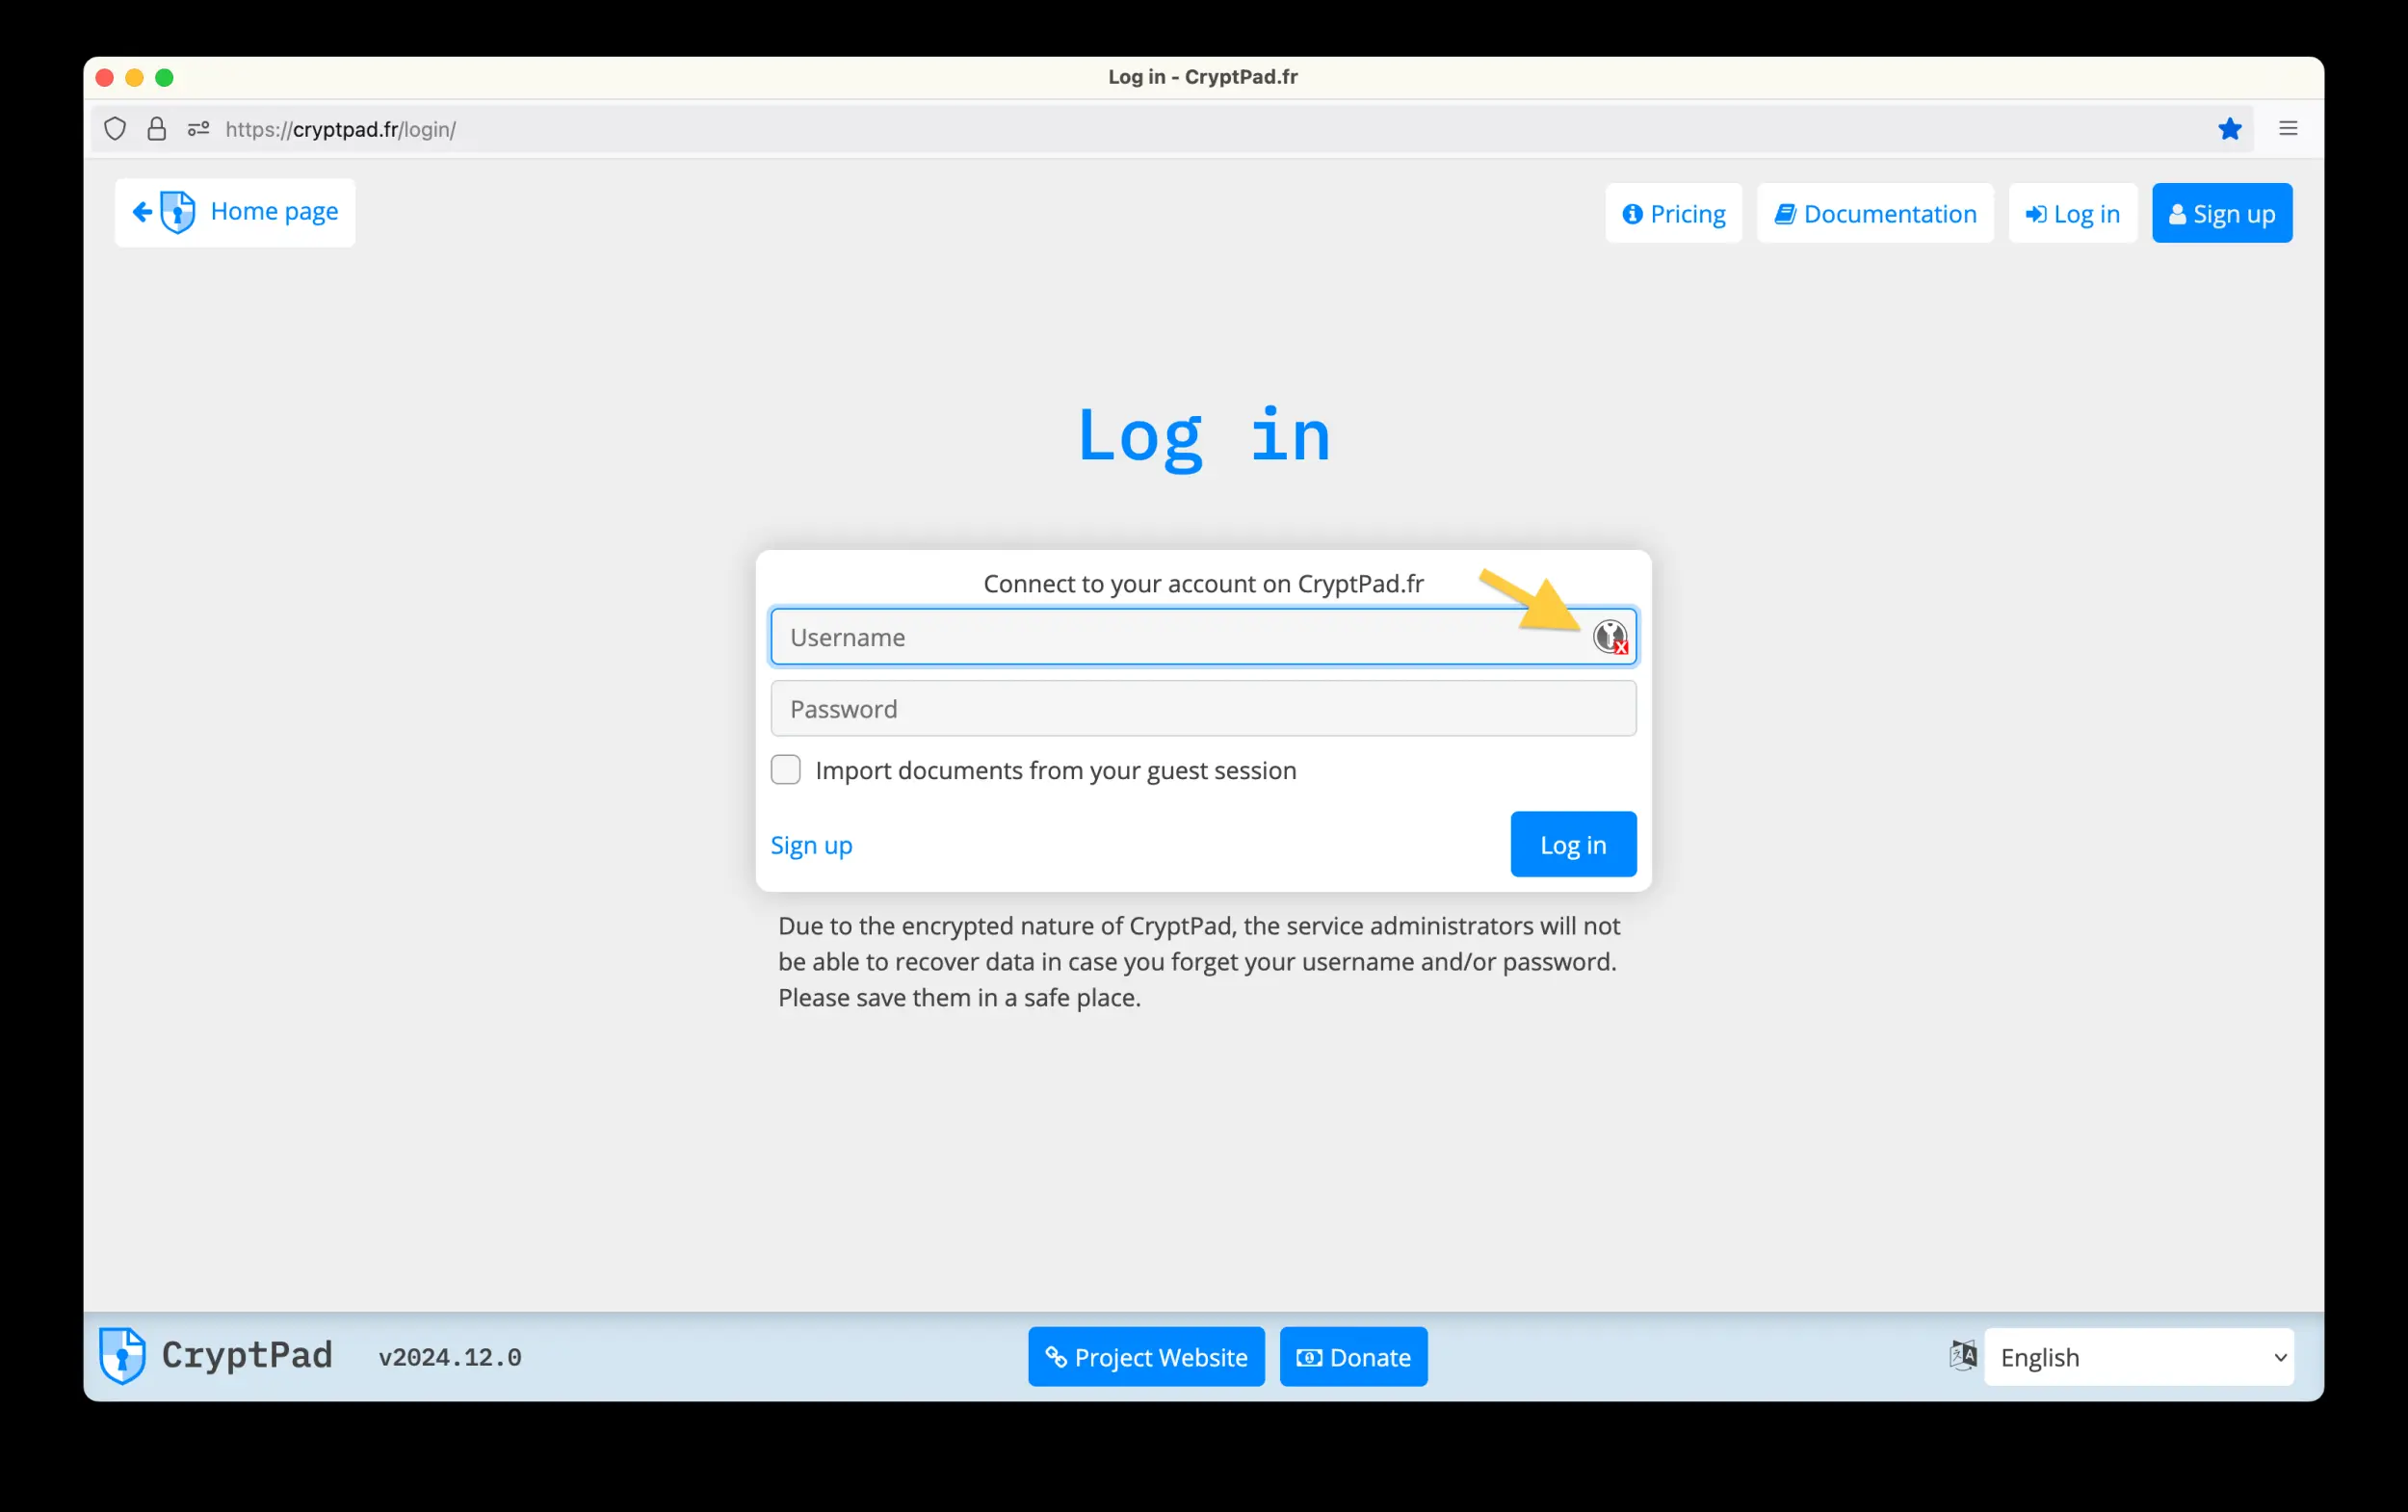 Log in - CryptPad.fr
https://cryptpad.fr/login/
Home page
Pricing
Documentation
Log in
Sign up
Log in
Connect to your account on CryptPad.fr
Username
Password
Import documents from your guest session
Sign up
Log in
Due to the encrypted nature of CryptPad, the service administrators will not
be able to recover data in case you forget your username and/or password.
Please save them in a safe place.
CryptPad
v2024.12.0
Project Website
Donate
English